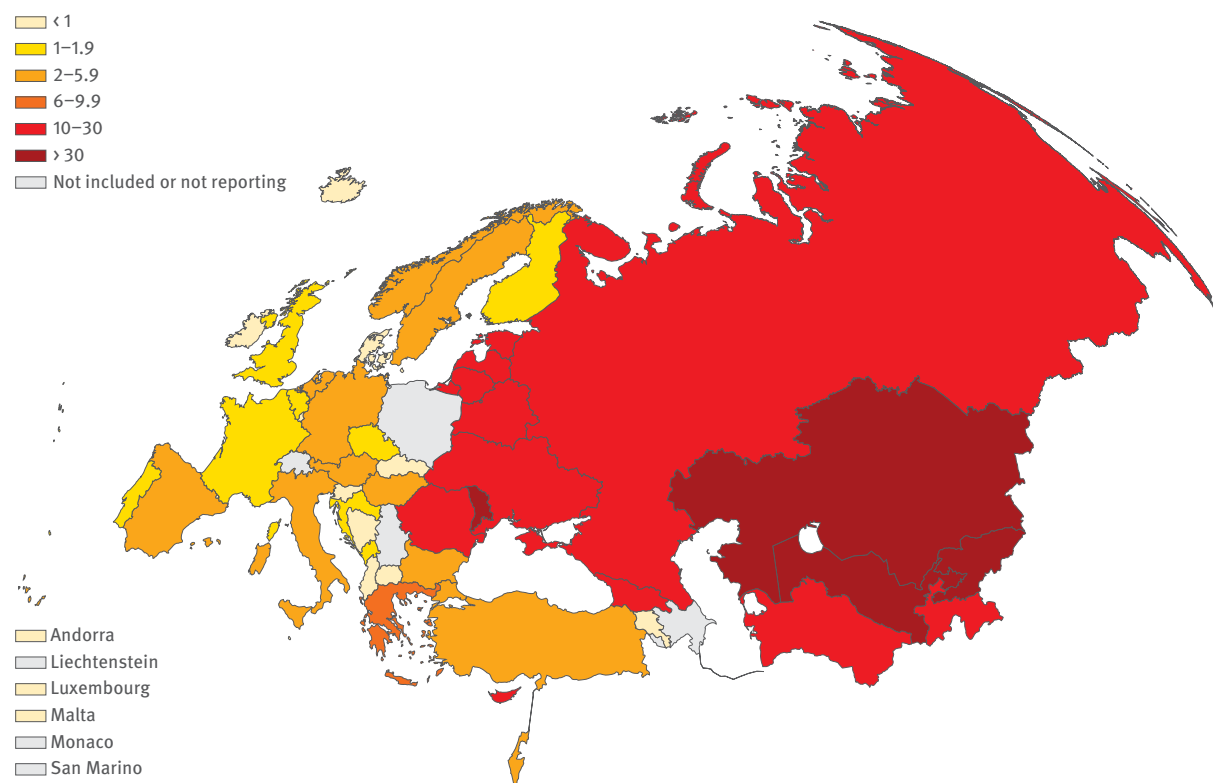 < 1
1–1.9
2–5.9
6–9.9
10–30
> 30
Not included or not reporting
Andorra
Liechtenstein
Luxembourg
Malta
Monaco
San Marino